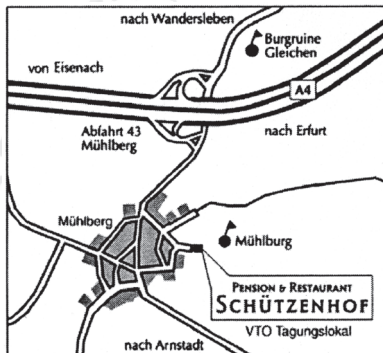 nach Wandersleben
Burgruine
Gleichen
von Eisenach
A4
Abfahrt 43
Mühlberg
nach Erfurt
Mühlberg
Mühlburg
PENSION & RESTAURANT
SCHÜTZENHOF
VTO Tagungslokal
nach Arnstadt